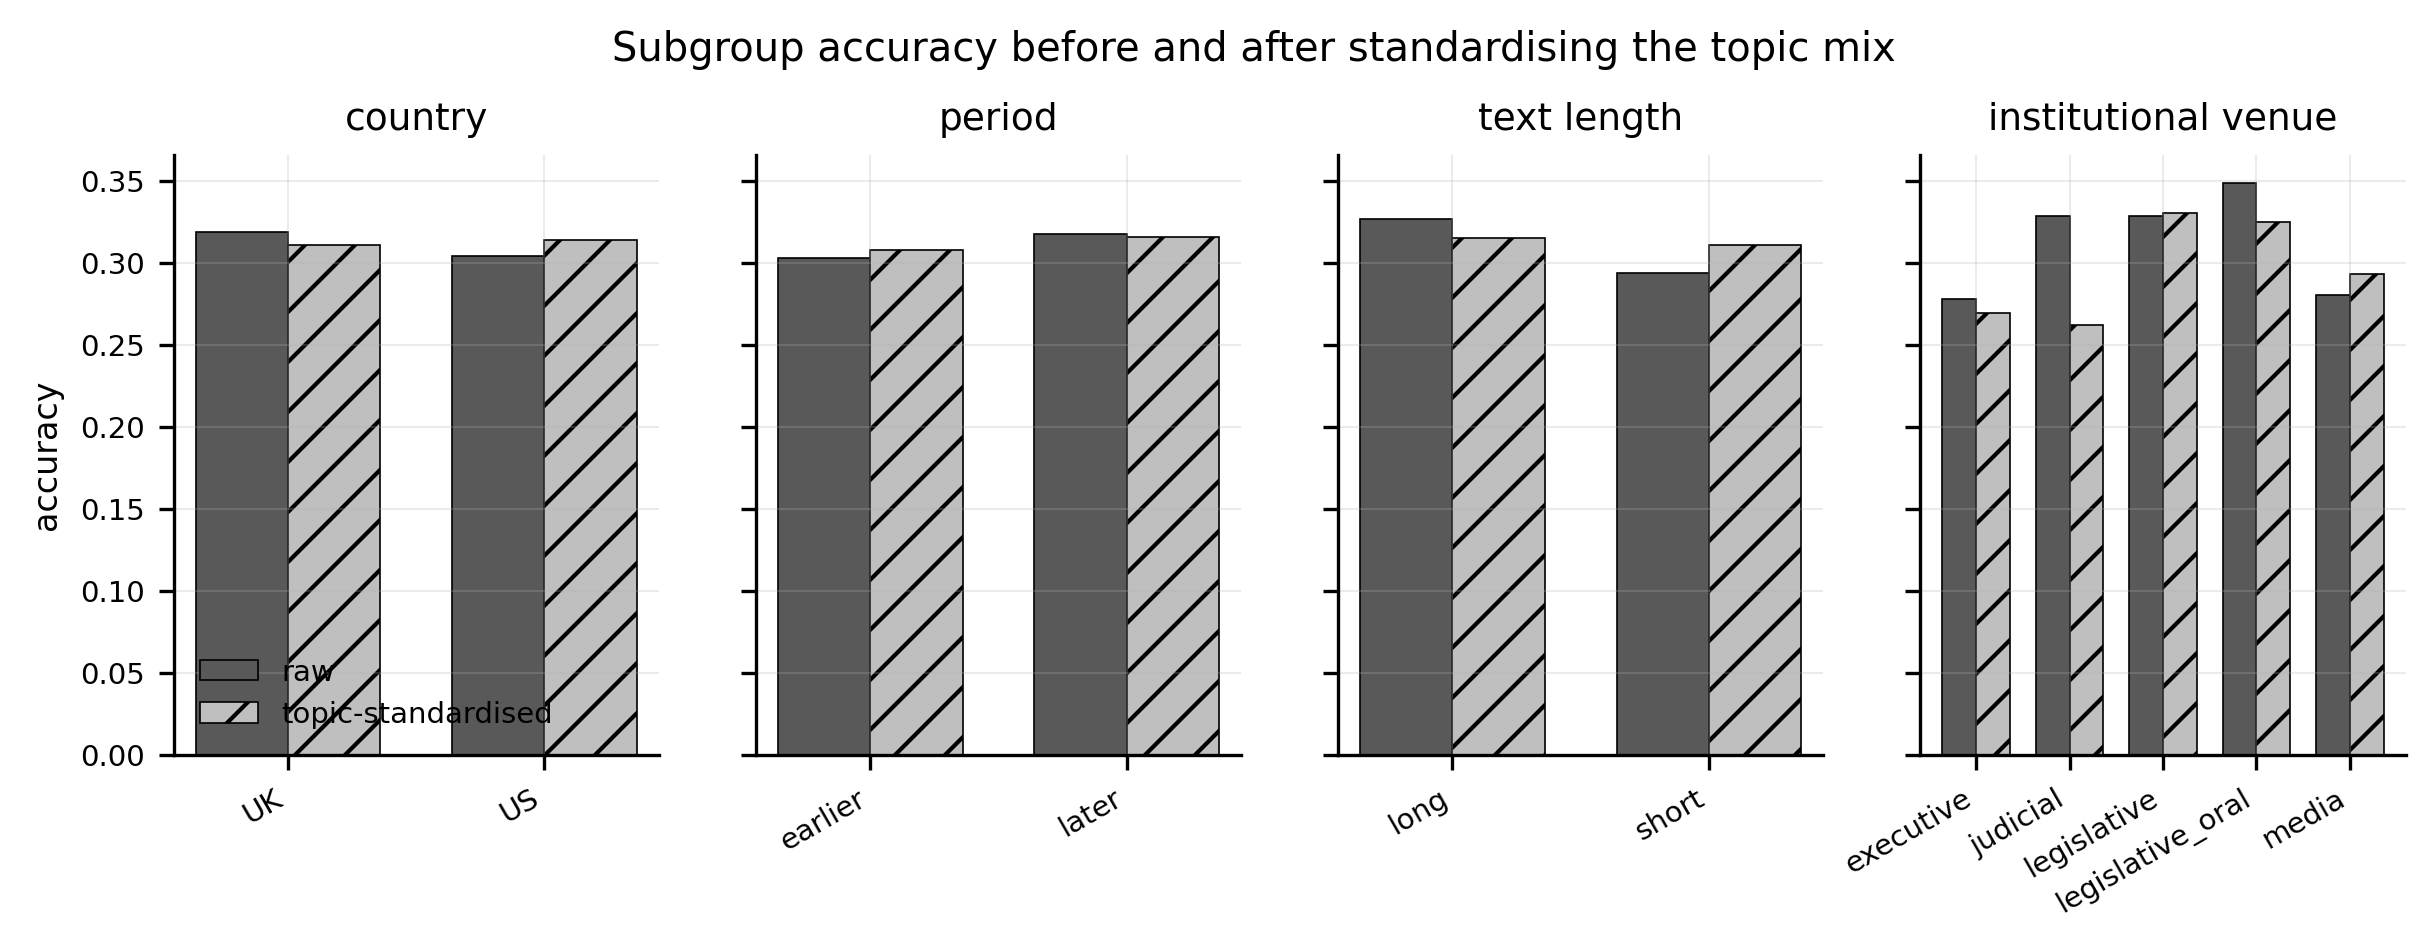 Subgroup accuracy before and after standardising the topic mix
country
period
text length
institutional venue
accuracy
0.35
0.30
0.25
0.20
0.15
0.10
0.05
0.00
raw
topic-standardised
UK
US
earlier
later
long
short
executive
judicial
legislative
legislative_oral
media